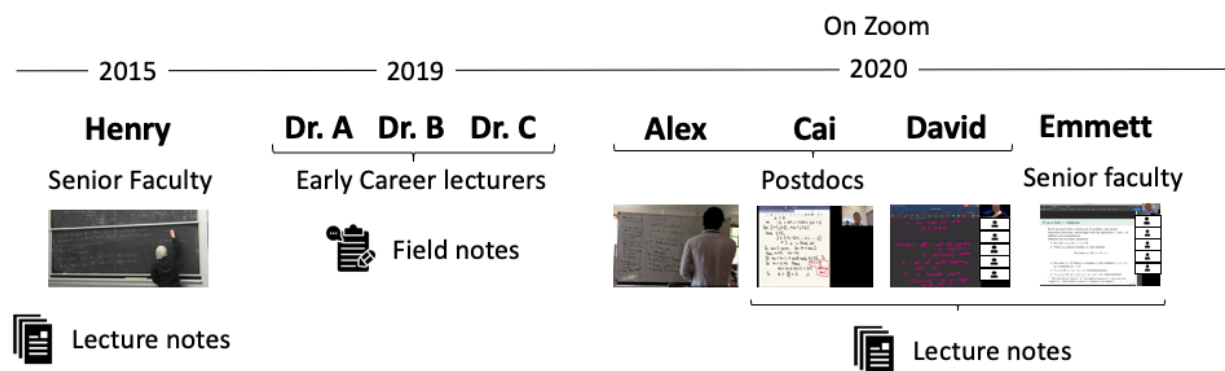 On Zoom
2015 2019 2020
Henry Dr. A Dr. B Dr. C Alex Cai David Emmett
Senior Faculty Early Career lecturers Postdocs Senior faculty
Field notes
Lecture notes Lecture notes